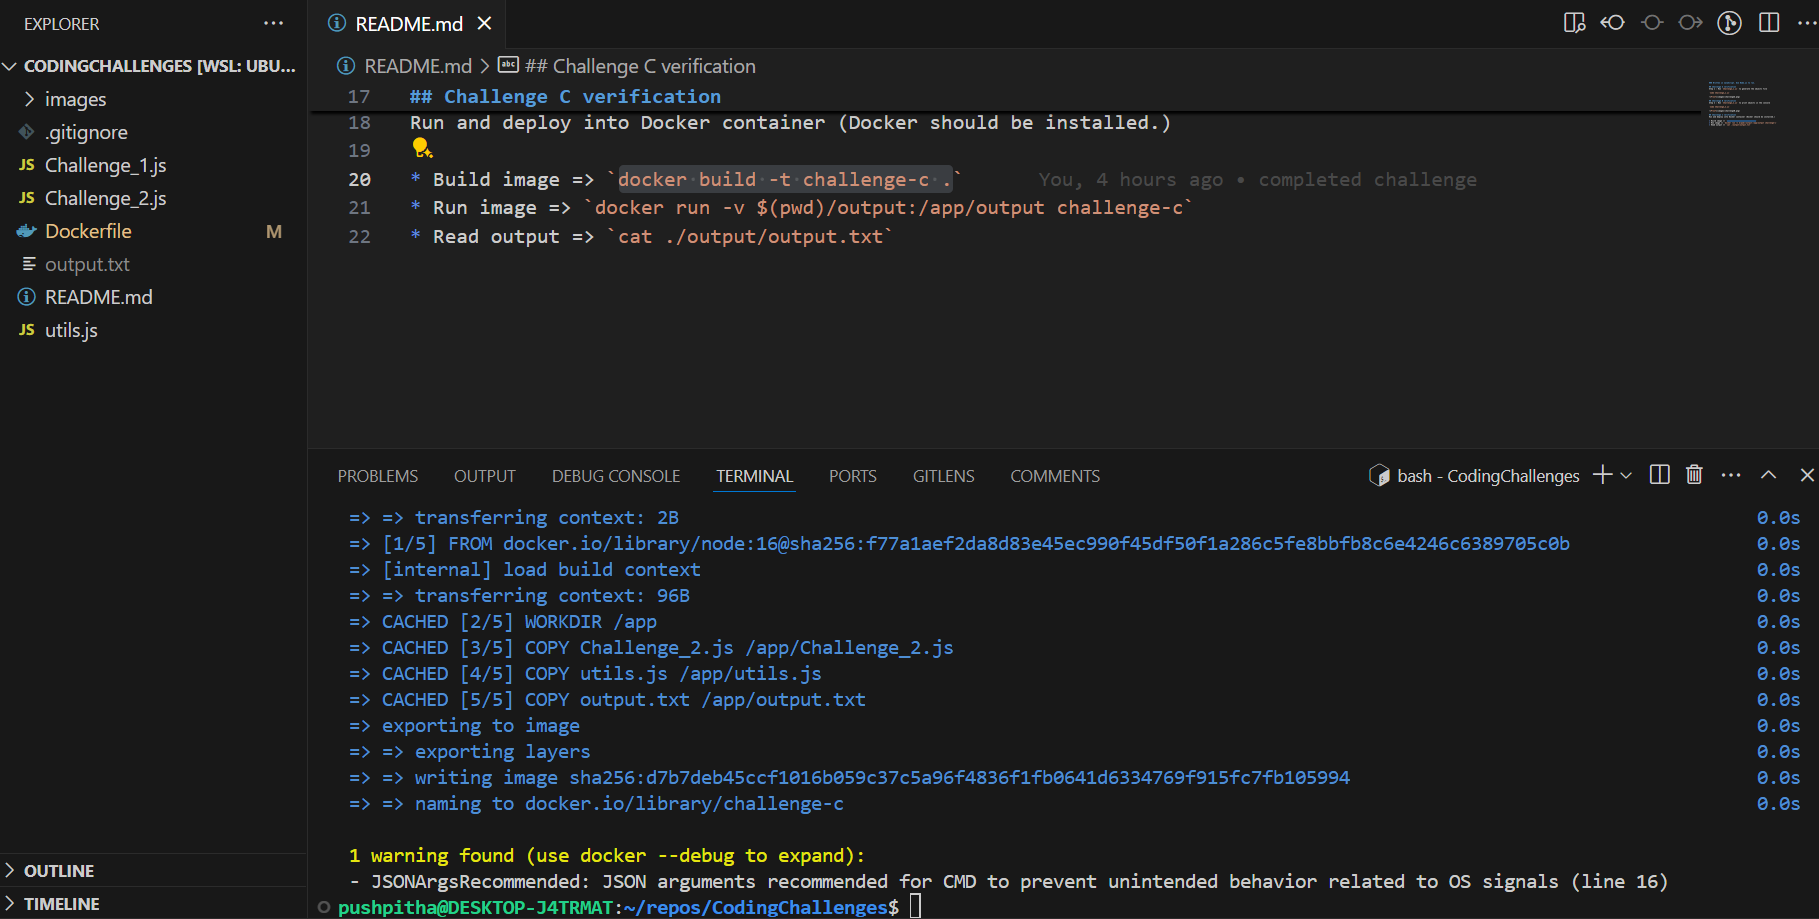 EXPLORER
CODINGCHALLENGES [WSL: UBU...
images
.gitignore
JS Challenge_1.js
JS Challenge_2.js
Dockerfile M
output.txt
README.md
JS utils.js
OUTLINE
TIMELINE
README.md
README.md > abc ## Challenge C verification
17 ## Challenge C verification
18 Run and deploy into Docker container (Docker should be installed.)
19
20 * Build image => `docker build -t challenge-c .` You, 4 hours ago • completed challenge
21 * Run image => `docker run -v $(pwd)/output:/app/output challenge-c`
22 * Read output => `cat ./output/output.txt`
PROBLEMS OUTPUT DEBUG CONSOLE TERMINAL PORTS GITLENS COMMENTS bash - CodingChallenges
=> => transferring context: 2B 0.0s
=> [1/5] FROM docker.io/library/node:16@sha256:f77a1aef2da8d83e45ec990f45df50f1a286c5fe8bbfb8c6e4246c6389705c0b 0.0s
=> [internal] load build context 0.0s
=> => transferring context: 96B 0.0s
=> CACHED [2/5] WORKDIR /app 0.0s
=> CACHED [3/5] COPY Challenge_2.js /app/Challenge_2.js 0.0s
=> CACHED [4/5] COPY utils.js /app/utils.js 0.0s
=> CACHED [5/5] COPY output.txt /app/output.txt 0.0s
=> exporting to image 0.0s
=> => exporting layers 0.0s
=> => writing image sha256:d7b7deb45ccf1016b059c37c5a96f4836f1fb0641d6334769f915fc7fb105994 0.0s
=> => naming to docker.io/library/challenge-c 0.0s
1 warning found (use docker --debug to expand):
- JSONArgsRecommended: JSON arguments recommended for CMD to prevent unintended behavior related to OS signals (line 16)
pushpitha@DESKTOP-J4TRMAT:~/repos/CodingChallenges$